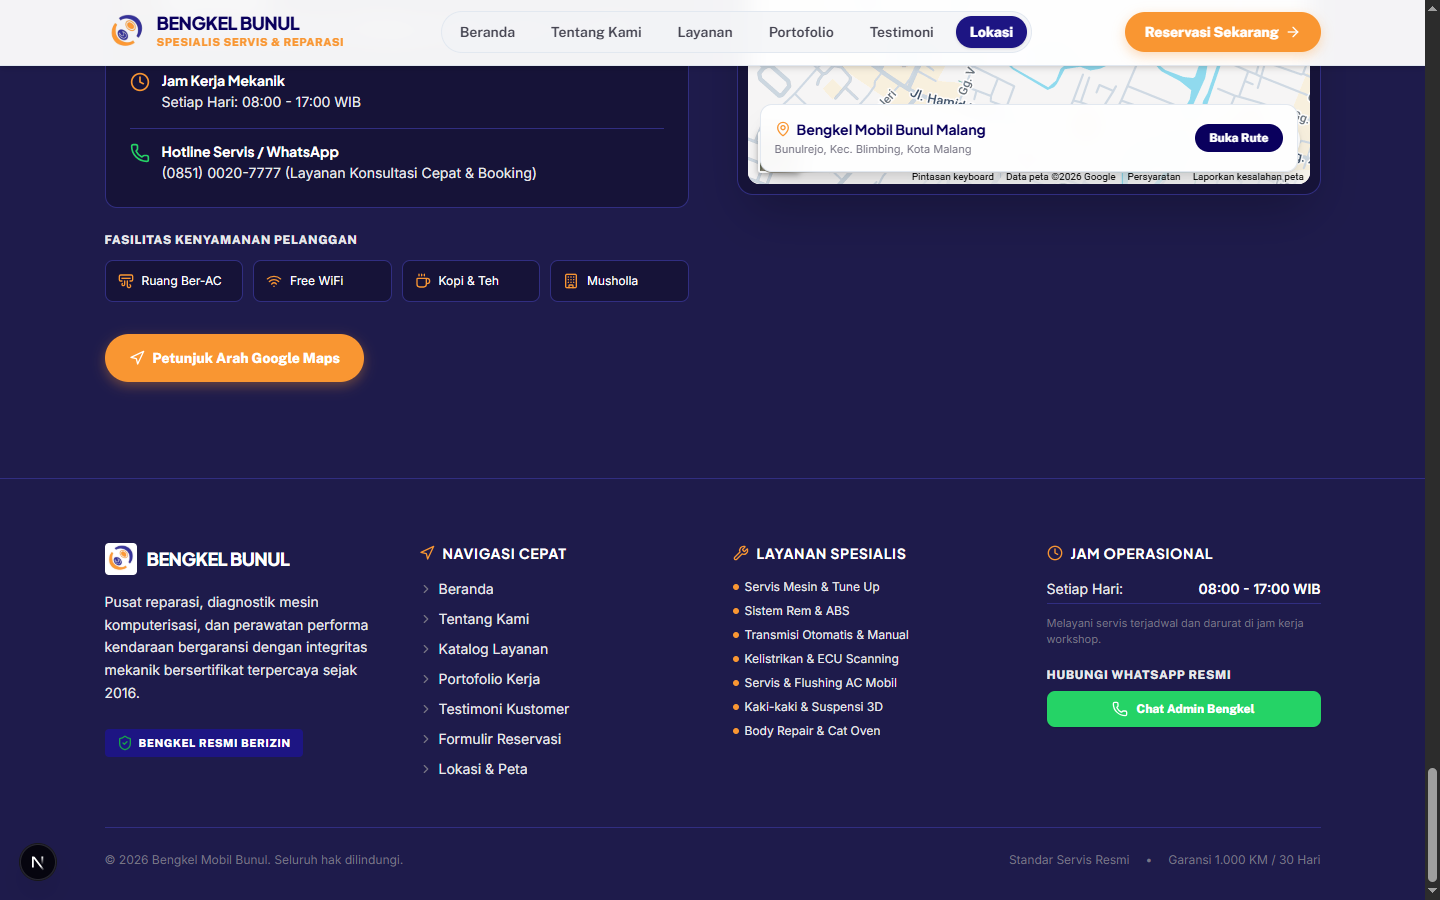 BENGKEL BUNUL
SPESIALIS SERVIS & REPARASI
Beranda
Tentang Kami
Layanan
Portofolio
Testimoni
Lokasi
Reservasi Sekarang
Jam Kerja Mekanik
Setiap Hari: 08:00 - 17:00 WIB
Hotline Servis / WhatsApp
(0851) 0020-7777 (Layanan Konsultasi Cepat & Booking)
Gg. V
Jl. Hamid
Bengkel Mobil Bunul Malang
Bunulrejo, Kec. Blimbing, Kota Malang
Buka Rute
Pintasan keyboard
Data peta ©2026 Google
Persyaratan
Laporkan kesalahan peta
FASILITAS KENYAMANAN PELANGGAN
Ruang Ber-AC
Free WiFi
Kopi & Teh
Musholla
Petunjuk Arah Google Maps
BENGKEL BUNUL
Pusat reparasi, diagnostik mesin
komputerisasi, dan perawatan performa
kendaraan bergaransi dengan integritas
mekanik bersertifikat terpercaya sejak
2016.
BENGKEL RESMI BERIZIN
NAVIGASI CEPAT
Beranda
Tentang Kami
Katalog Layanan
Portofolio Kerja
Testimoni Kustomer
Formulir Reservasi
Lokasi & Peta
LAYANAN SPESIALIS
Servis Mesin & Tune Up
Sistem Rem & ABS
Transmisi Otomatis & Manual
Kelistrikan & ECU Scanning
Servis & Flushing AC Mobil
Kaki-kaki & Suspensi 3D
Body Repair & Cat Oven
JAM OPERASIONAL
Setiap Hari: 08:00 - 17:00 WIB
Melayani servis terjadwal dan darurat di jam kerja
workshop.
HUBUNGI WHATSAPP RESMI
Chat Admin Bengkel
© 2026 Bengkel Mobil Bunul. Seluruh hak dilindungi.
Standar Servis Resmi • Garansi 1.000 KM / 30 Hari
N